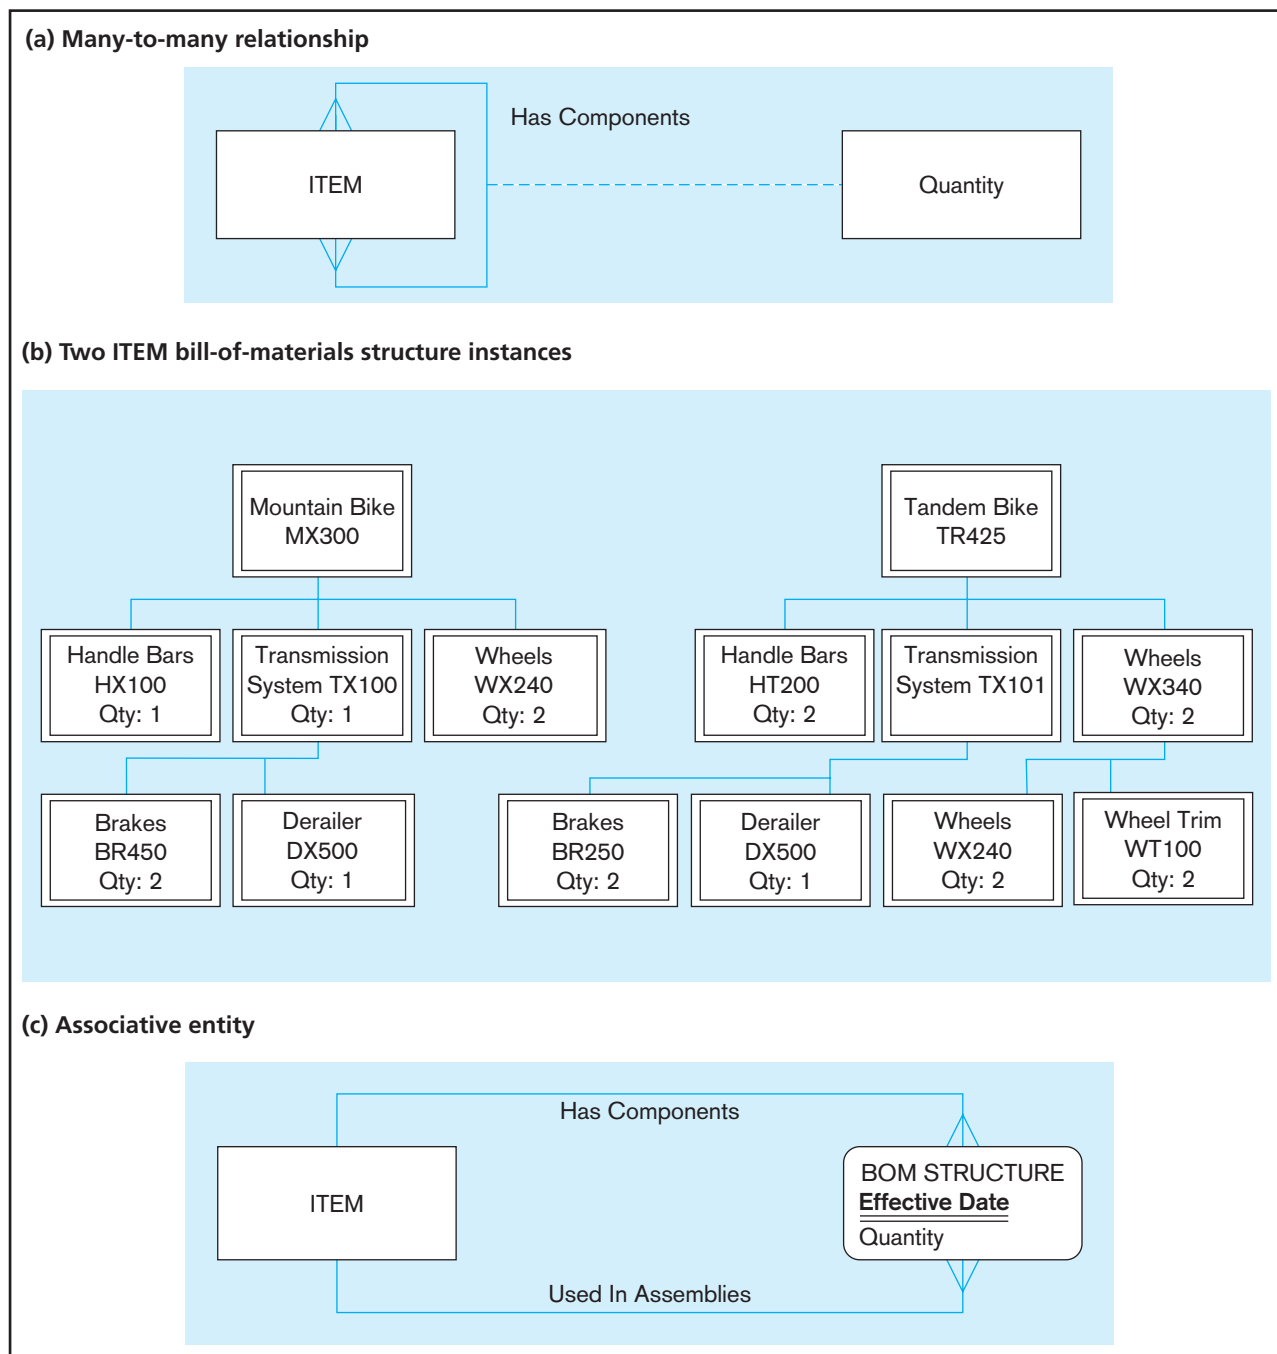 (a) Many-to-many relationship
Has Components
ITEM
Quantity
(b) Two ITEM bill-of-materials structure instances
Mountain Bike
MX300
Tandem Bike
TR425
Handle Bars
HX100
Qty: 1
Transmission
System TX100
Qty: 1
Wheels
WX240
Qty: 2
Handle Bars
HT200
Qty: 2
Transmission
System TX101
Wheels
WX340
Qty: 2
Brakes
BR450
Qty: 2
Derailer
DX500
Qty: 1
Brakes
BR250
Qty: 2
Derailer
DX500
Qty: 1
Wheels
WX240
Qty: 2
Wheel Trim
WT100
Qty: 2
(c) Associative entity
Has Components
ITEM
BOM STRUCTURE
Effective Date
Quantity
Used In Assemblies